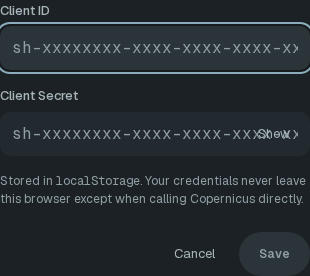 Client ID
sh-xxxxxxxx-xxxx-xxxx-xxxx-xx
Client Secret
sh-xxxxxxxx-xxxx-xxxx-xxxx-xx
Show
Stored in localStorage. Your credentials never leave
this browser except when calling Copernicus directly.
Cancel Save